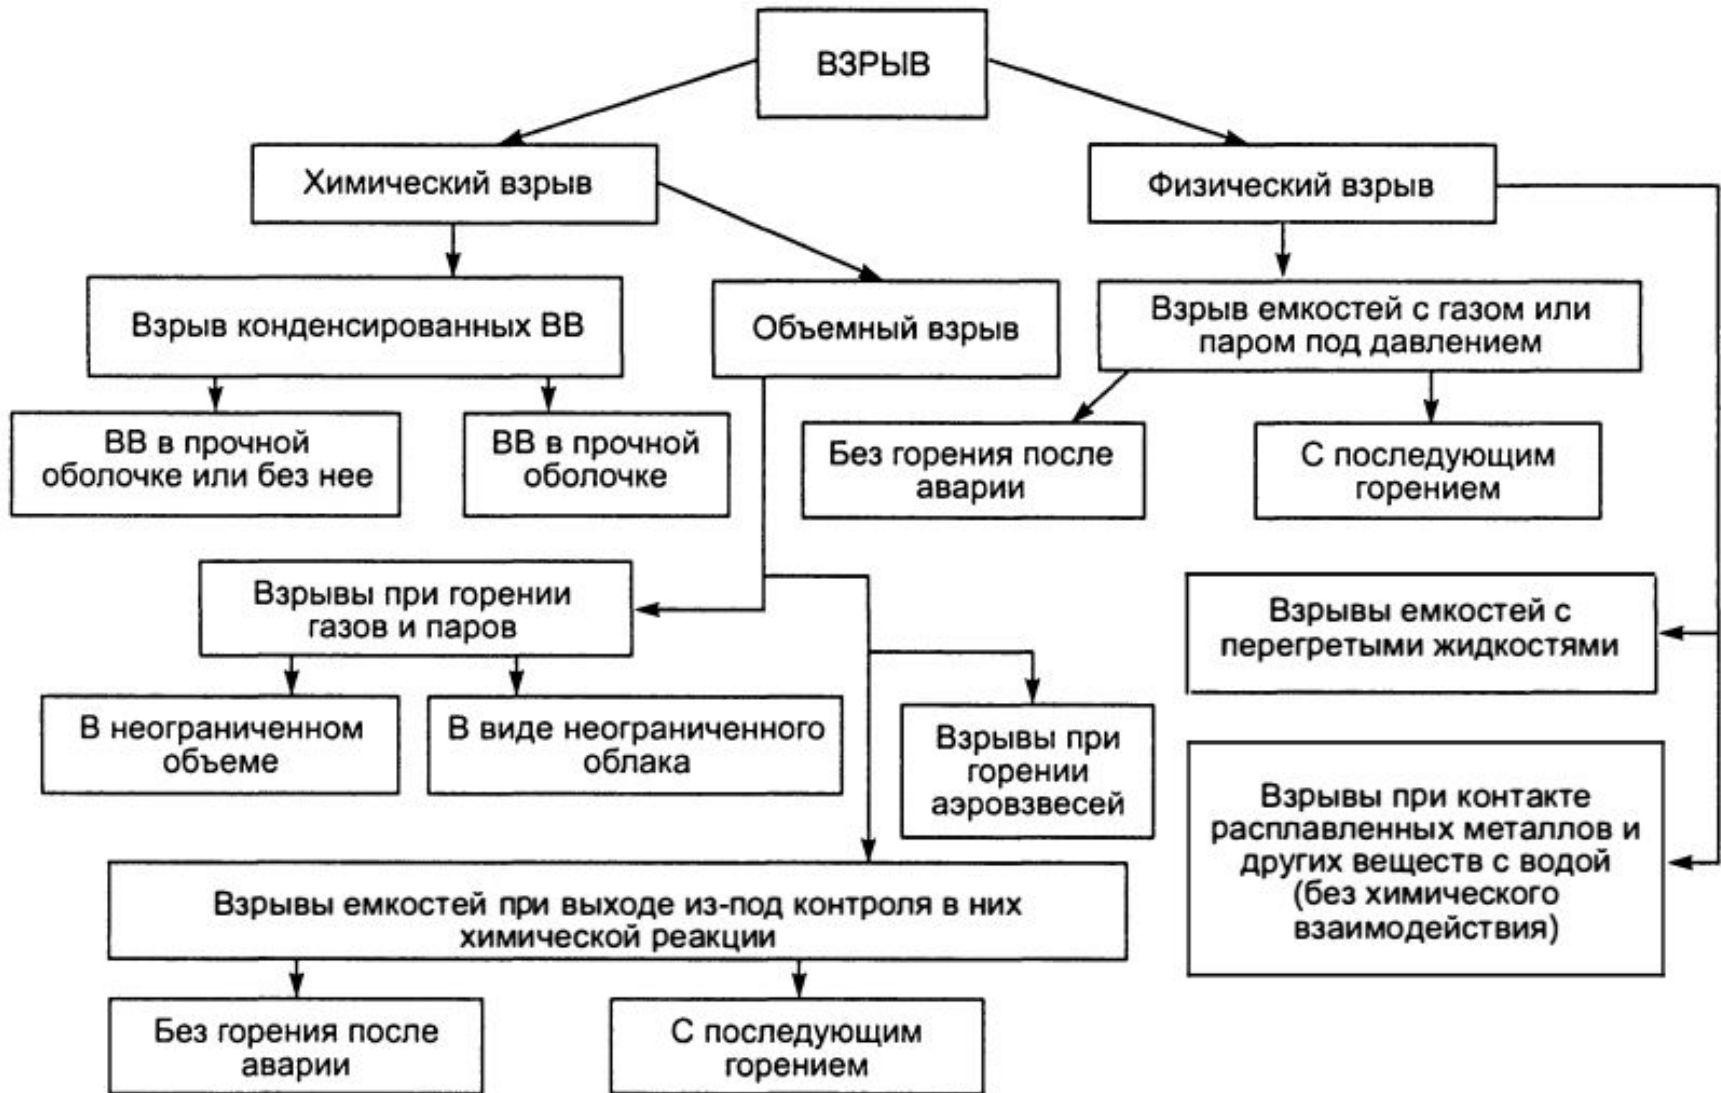 ВЗРЫВ
Химический взрыв
Физический взрыв
Взрыв конденсированных ВВ
Объемный взрыв
Взрыв емкостей с газом или
паром под давлением
ВВ в прочной
оболочке или без нее
ВВ в прочной
оболочке
Без горения после
аварии
С последующим
горением
Взрывы при горении
газов и паров
Взрывы емкостей с
перегретыми жидкостями
В неограниченном
объеме
В виде неограниченного
облака
Взрывы при
горении
аэровзвесей
Взрывы при контакте
расплавленных металлов и
других веществ с водой
(без химического
взаимодействия)
Взрывы емкостей при выходе из-под контроля в них
химической реакции
Без горения после
аварии
С последующим
горением